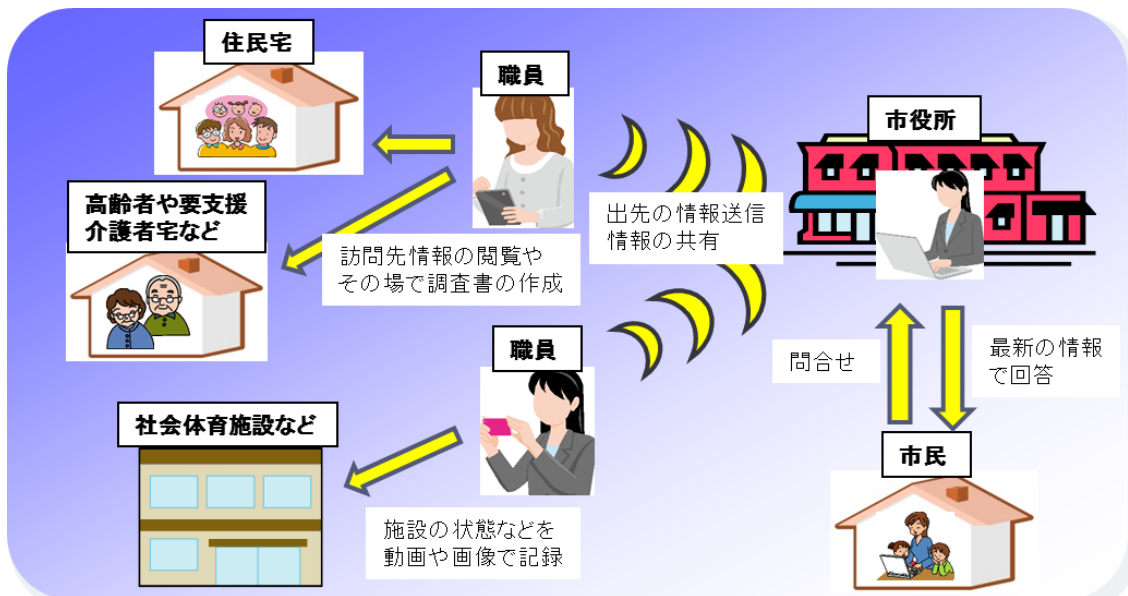 住民宅
職員
市役所
高齢者や要支援
介護者宅など
訪問先情報の閲覧や
その場で調査書の作成
出先の情報送信
情報の共有
職員
問合せ
最新の情報
で回答
社会体育施設など
市民
施設の状態などを
動画や画像で記録